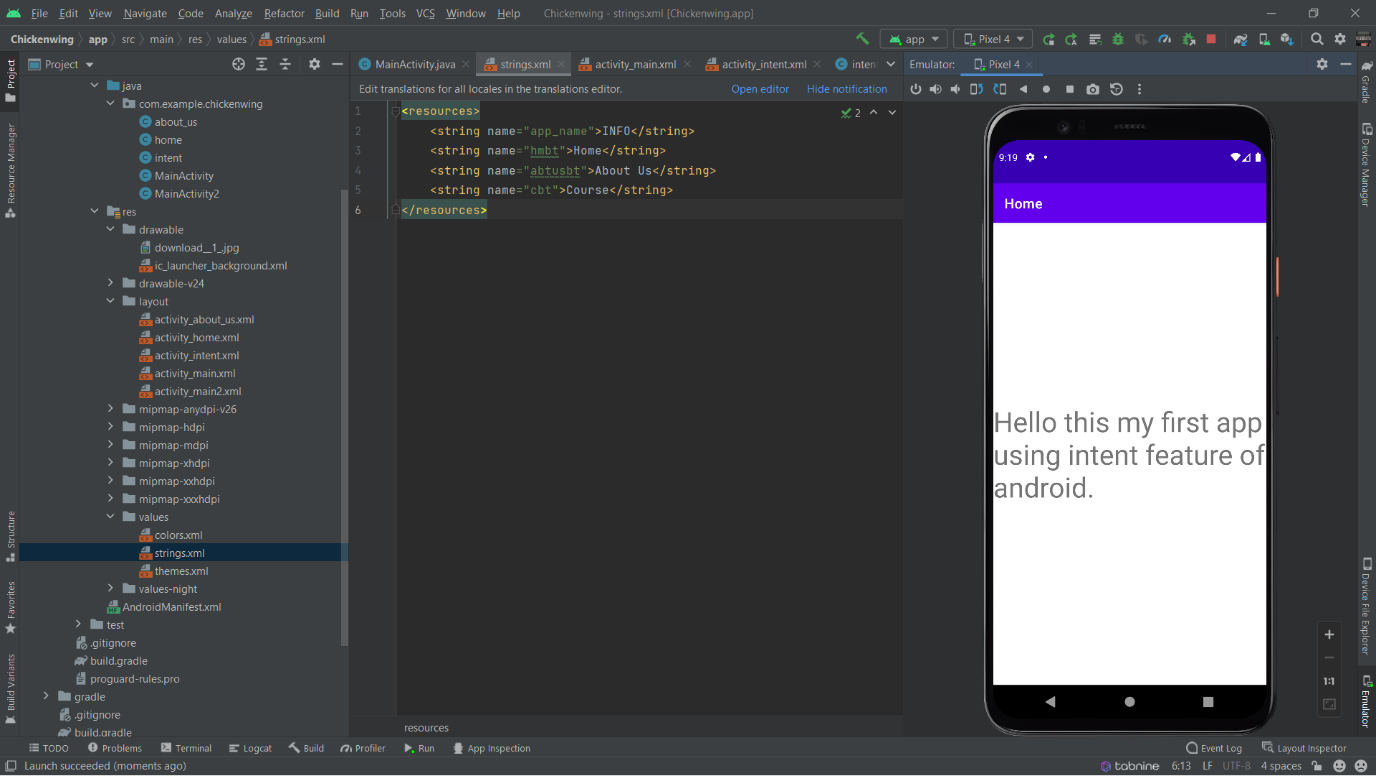 File Edit View Navigate Code Analyze Refactor Build Run Tools VCS Window Help Chickenwing - strings.xml [Chickenwing.app]
Chickenwing app src main res values strings.xml app Pixel 4
Project MainActivity.java strings.xml activity_main.xml activity_intent.xml inten Emulator: Pixel 4
Edit translations for all locales in the translations editor. Open editor Hide notification
java
com.example.chickenwing
about_us
home
intent
MainActivity
MainActivity2
res
drawable
download__1_.jpg
ic_launcher_background.xml
drawable-v24
layout
activity_about_us.xml
activity_home.xml
activity_intent.xml
activity_main.xml
activity_main2.xml
mipmap-anydpi-v26
mipmap-hdpi
mipmap-mdpi
mipmap-xhdpi
mipmap-xxhdpi
mipmap-xxxhdpi
values
colors.xml
strings.xml
themes.xml
values-night
AndroidManifest.xml
test
.gitignore
build.gradle
proguard-rules.pro
gradle
.gitignore
build.gradle
1 <resources> 2
2 <string name="app_name">INFO</string>
3 <string name="hmbt">Home</string>
4 <string name="abtusbt">About Us</string>
5 <string name="cbt">Course</string>
6 </resources>
resources
9:19
Home
Hello this my first app
using intent feature of
android.
1:1
Project
Resource Manager
Structure
Favorites
Build Variants
Gradle
Device Manager
Device File Explorer
Emulator
TODO Problems Terminal Logcat Build Profiler Run App Inspection Event Log Layout Inspector
Launch succeeded (moments ago) tabnine 6:13 LF UTF-8 4 spaces